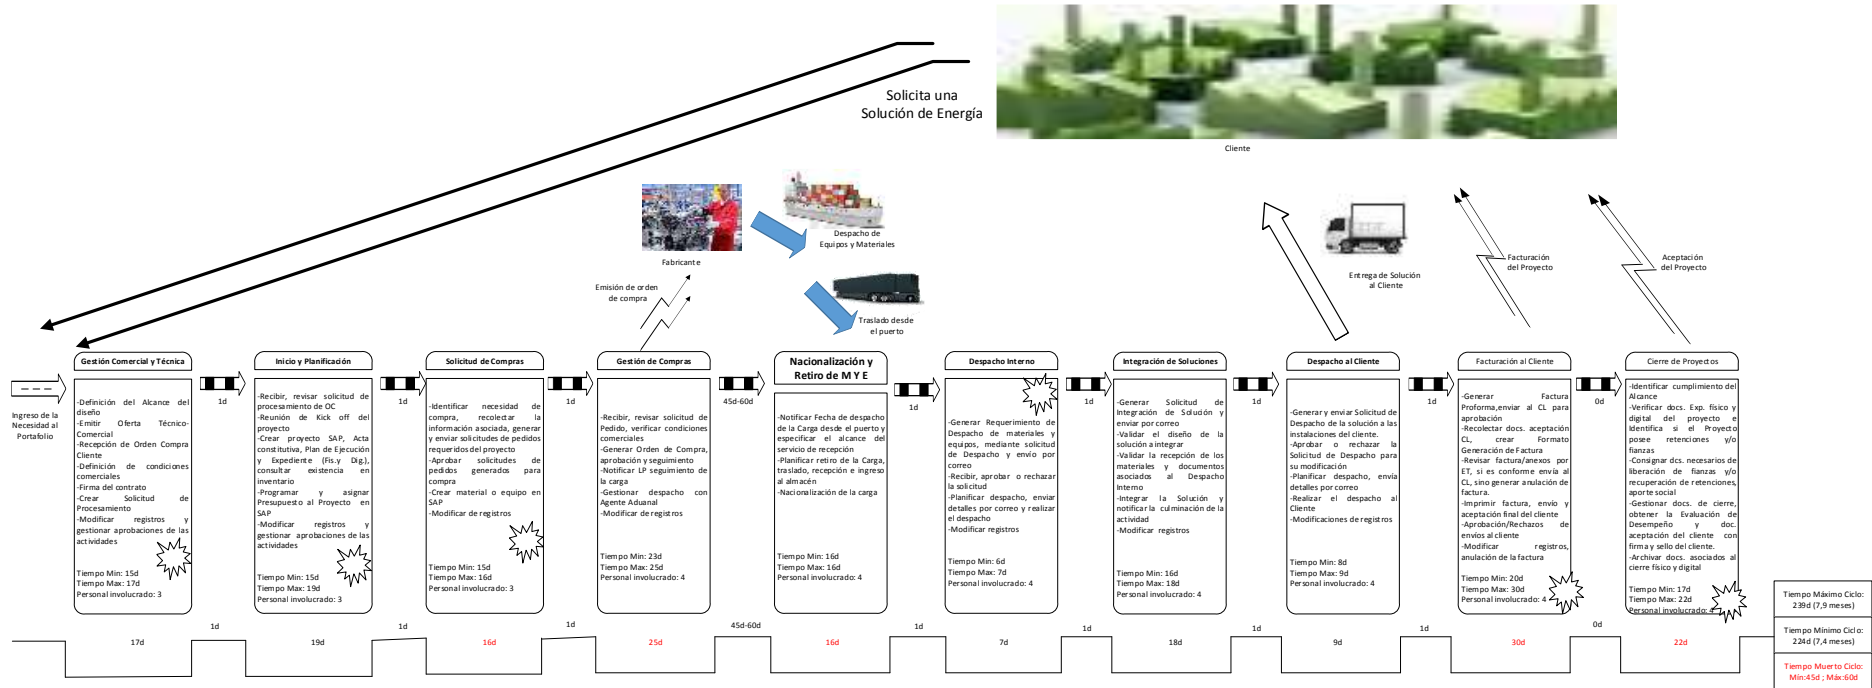 Solicita una
Solución de Energía
Cliente
Fabricante
Despacho de
Equipos y Materiales
Emisión de orden
de compra
Traslado desde
el puerto
Entrega de Solución
al Cliente
Facturación
del Proyecto
Aceptación
del Proyecto
Ingreso de la
Necesidad al
Portafolio
Gestión Comercial y Técnica
-Definición del Alcance del
diseño
-Emitir Oferta Técnico-
Comercial
-Recepción de Orden Compra
Cliente
-Definición de condiciones
comerciales
-Firma del contrato
-Crear Solicitud de
Procesamiento
-Modificar registros y
gestionar aprobaciones de las
actividades
Tiempo Min: 15d
Tiempo Max: 17d
Personal involucrado: 3
1d
Inicio y Planificación
-Recibir, revisar solicitud de
procesamiento de OC
-Reunión de Kick off del
proyecto
-Crear proyecto SAP, Acta
constitutiva, Plan de Ejecución
y Expediente (Fis.y Dig.),
consultar existencia en
inventario
-Programar y asignar
Presupuesto al Proyecto en
SAP
-Modificar registros y
gestionar aprobaciones de las
actividades
Tiempo Min: 15d
Tiempo Max: 19d
Personal involucrado: 3
1d
Solicitud de Compras
-Identificar necesidad de
compra, recolectar la
información asociada, generar
y enviar solicitudes de pedidos
requeridos del proyecto
-Aprobar solicitudes de
pedidos generados para
compra
-Crear material o equipo en
SAP
-Modificar de registros
Tiempo Min: 15d
Tiempo Max: 16d
Personal involucrado: 3
1d
Gestión de Compras
-Recibir, revisar solicitud de
Pedido, verificar condiciones
comerciales
-Generar Orden de Compra,
aprobación y seguimiento
-Notificar LP seguimiento de
la carga
-Gestionar despacho con
Agente Aduanal
-Modificar de registros
Tiempo Min: 23d
Tiempo Max: 25d
Personal involucrado: 4
45d-60d
Nacionalización y
Retiro de M Y E
-Notificar Fecha de despacho
de la Carga desde el puerto y
especificar el alcance del
servicio de recepción
-Planificar retiro de la Carga,
traslado, recepción e ingreso
al almacén
-Nacionalización de la carga
Tiempo Min: 16d
Tiempo Max: 16d
Personal involucrado: 4
1d
Despacho Interno
-Generar Requerimiento de
Despacho de materiales y
equipos, mediante solicitud
de Despacho y envío por
correo
-Recibir, aprobar o rechazar
la solicitud
-Planificar despacho, enviar
detalles por correo y realizar
el despacho
-Modificar registros
Tiempo Min: 6d
Tiempo Max: 7d
Personal involucrado: 4
1d
Integración de Soluciones
-Generar Solicitud de
Integración de Solución y
enviar por correo
-Validar el diseño de la
solución a integrar
-Validar la recepción de los
materiales y documentos
asociados al Despacho
Interno
-Integrar la Solución y
notificar la culminación de la
actividad
-Modificar registros
Tiempo Min: 16d
Tiempo Max: 18d
Personal involucrado: 4
1d
Despacho al Cliente
-Generar y enviar Solicitud de
Despacho de la solución a las
instalaciones del cliente.
-Aprobar o rechazar la
Solicitud de Despacho para
su modificación
-Planificar despacho, envía
detalles por correo
-Realizar el despacho al
Cliente
-Modificaciones de registros
Tiempo Min: 8d
Tiempo Max: 9d
Personal involucrado: 4
1d
Facturación al Cliente
-Generar Factura
Proforma,enviar al CL para
aprobación
-Recolectar docs. aceptación
CL, crear Formato
Generación de Factura
-Revisar factura/anexos por
ET, si es conforme envía al
CL, sino generar anulación de
factura.
-Imprimir factura, envío y
aceptación final del cliente
-Aprobación/Rechazos de
envíos al cliente
-Modificar registros,
anulación de la factura
Tiempo Min: 20d
Tiempo Max: 30d
Personal involucrado: 4
0d
Cierre de Proyectos
-Identificar cumplimiento del
Alcance
-Verificar docs. Exp. físico y
digital del proyecto e
Identifica si el Proyecto
posee retenciones y/o
fianzas
-Consignar docs. necesarios de
liberación de fianzas y/o
recuperación de retenciones,
aporte social
-Gestionar docs. de cierre,
obtener la Evaluación de
Desempeño y doc.
aceptación del cliente con
firma y sello del cliente.
-Archivar docs. asociados al
cierre físico y digital
Tiempo Min: 17d
Tiempo Max: 22d
Personal involucrado: 4
17d
1d
19d
1d
16d
1d
25d
45d-60d
16d
1d
7d
1d
18d
1d
9d
1d
30d
0d
22d
Tiempo Máximo Ciclo:
239d (7,9 meses)
Tiempo Mínimo Ciclo:
224d (7,4 meses)
Tiempo Muerto Ciclo:
Mín:45d ; Máx:60d